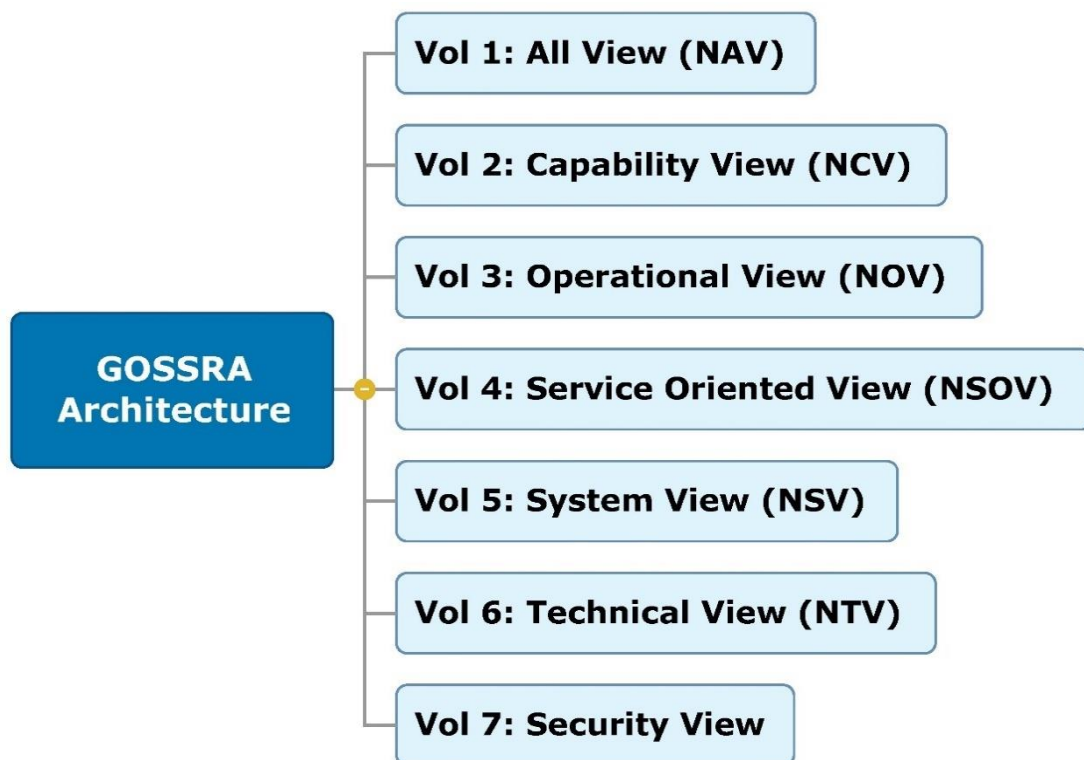 Vol 1: All View (NAV)
Vol 2: Capability View (NCV)
Vol 3: Operational View (NOV)
GOSSRA
Architecture
Vol 4: Service Oriented View (NSOV)
Vol 5: System View (NSV)
Vol 6: Technical View (NTV)
Vol 7: Security View